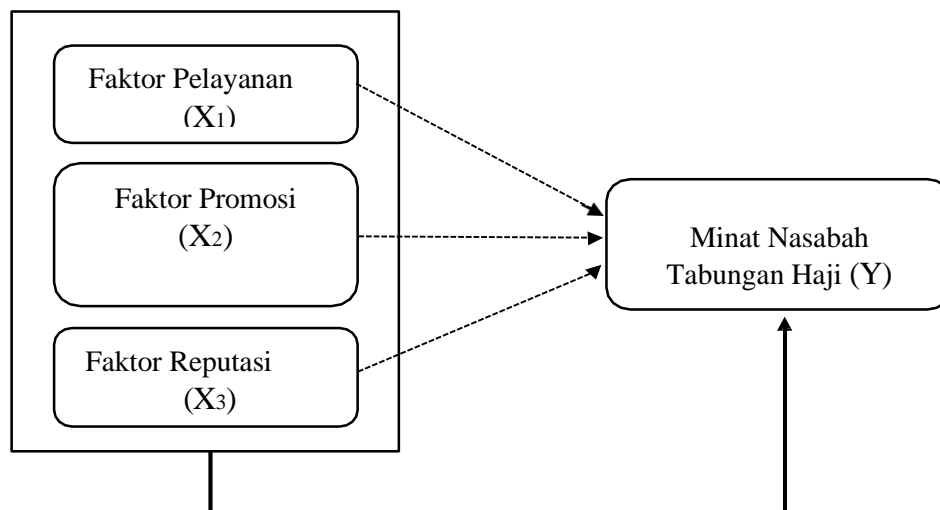 Faktor Pelayanan
(X1)
Faktor Promosi
(X2)
Faktor Reputasi
(X3)
Minat Nasabah
Tabungan Haji (Y)